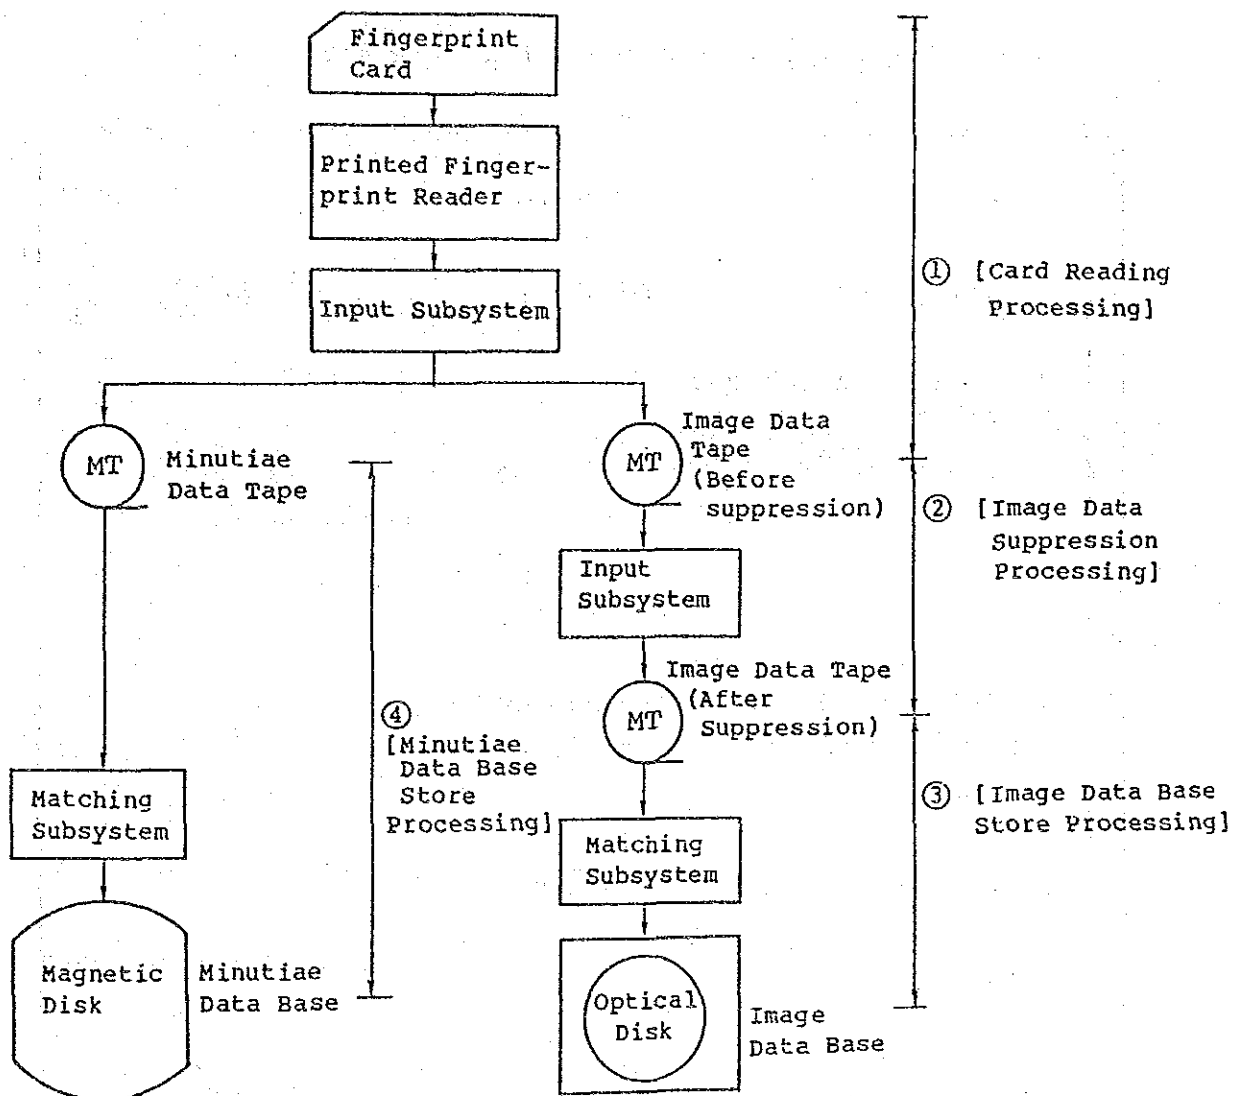 Fingerprint
Card
Printed Finger-
print Reader
Input Subsystem
① [Card Reading
Processing]
MT
Minutiae
Data Tape
MT
Image Data
Tape
(Before
suppression)
② [Image Data
Suppression
Processing]
Input
Subsystem
MT
Image Data Tape
(After
Suppression)
④
[Minutiae
Data Base
Store
Processing]
③ [Image Data Base
Store Processing]
Matching
Subsystem
Matching
Subsystem
Magnetic
Disk
Minutiae
Data Base
Optical
Disk
Image
Data Base